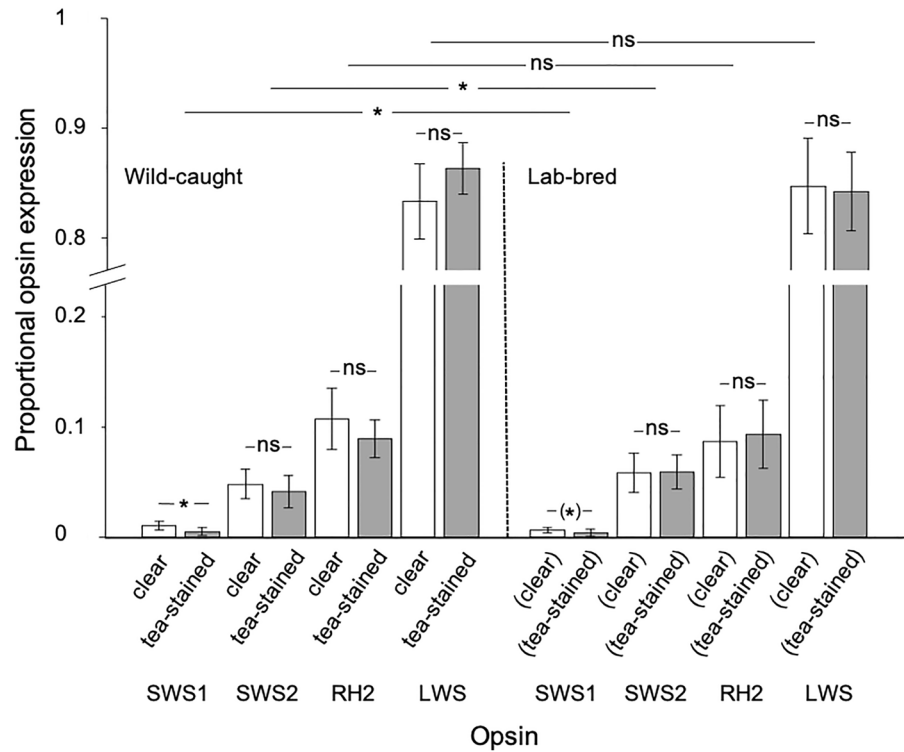 1
ns
ns
*
*
ns
ns
0.9
Wild-caught
Lab-bred
0.8
Proportional opsin expression
0.2
ns
ns
0.1
ns
ns
*
(*)
0
clear
tea-stained
clear
tea-stained
clear
tea-stained
clear
tea-stained
(clear)
(tea-stained)
(clear)
(tea-stained)
(clear)
(tea-stained)
(clear)
(tea-stained)
SWS1 SWS2 RH2 LWS SWS1 SWS2 RH2 LWS
Opsin